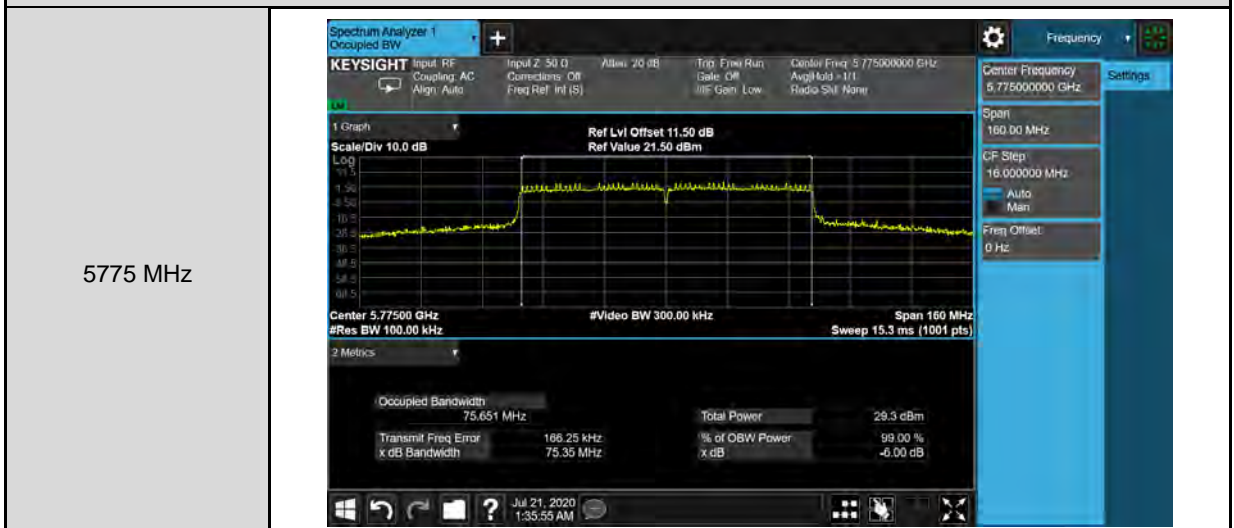 5775 MHz
Spectrum Analyzer 1
Occupied BW
Frequency
KEYSIGHT Input: RF
Coupling: AC
Align: Auto
Input Z: 50 Ω
Corrections: Off
Freq Ref: Int (S)
Atten: 20 dB
Trig: Free Run
Gate: Off
#IF Gain: Low
Center Freq: 5.775000000 GHz
Avg|Hold: >1/1
Radio Std: None
LM
Center Frequency
5.775000000 GHz
Settings
Span
160.00 MHz
CF Step
16.000000 MHz
Auto
Man
Freq Offset
0 Hz
1 Graph
Scale/Div 10.0 dB
Ref Lvl Offset 11.50 dB
Ref Value 21.50 dBm
Log
11.5
1.50
-8.50
Center 5.77500 GHz
#Res BW 100.00 kHz
#Video BW 300.00 kHz
Span 160 MHz
Sweep 15.3 ms (1001 pts)
2 Metrics
Occupied Bandwidth
75.651 MHz
Total Power 29.3 dBm
Transmit Freq Error 166.25 kHz
% of OBW Power 99.00 %
x dB Bandwidth 75.35 MHz
x dB -6.00 dB
?
Jul 21, 2020
1:35:55 AM